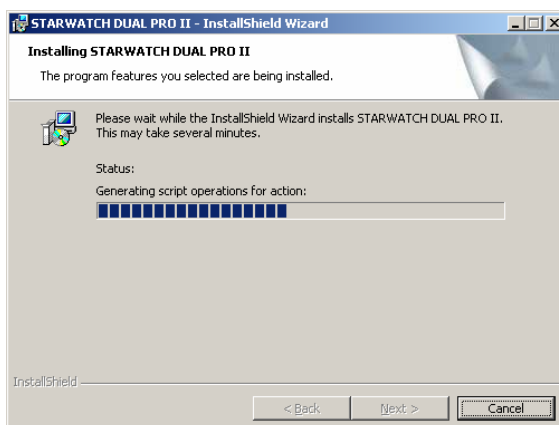 STARWATCH DUAL PRO II - InstallShield Wizard
Installing STARWATCH DUAL PRO II
The program features you selected are being installed.
Please wait while the InstallShield Wizard installs STARWATCH DUAL PRO II.
This may take several minutes.
Status:
Generating script operations for action:
InstallShield
< Back Next > Cancel